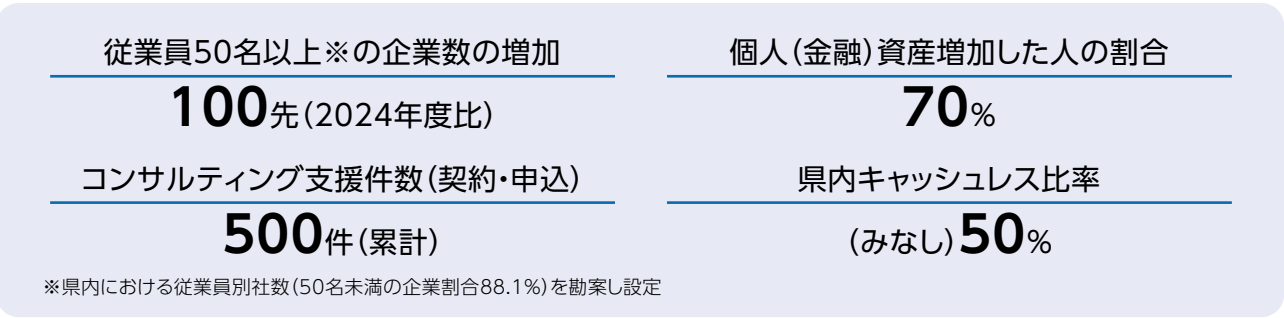 従業員50名以上※の企業数の増加
100先(2024年度比)
個人(金融)資産増加した人の割合
70%
コンサルティング支援件数(契約・申込)
500件(累計)
県内キャッシュレス比率
(みなし)50%
※県内における従業員別社数(50名未満の企業割合88.1%)を勘案し設定